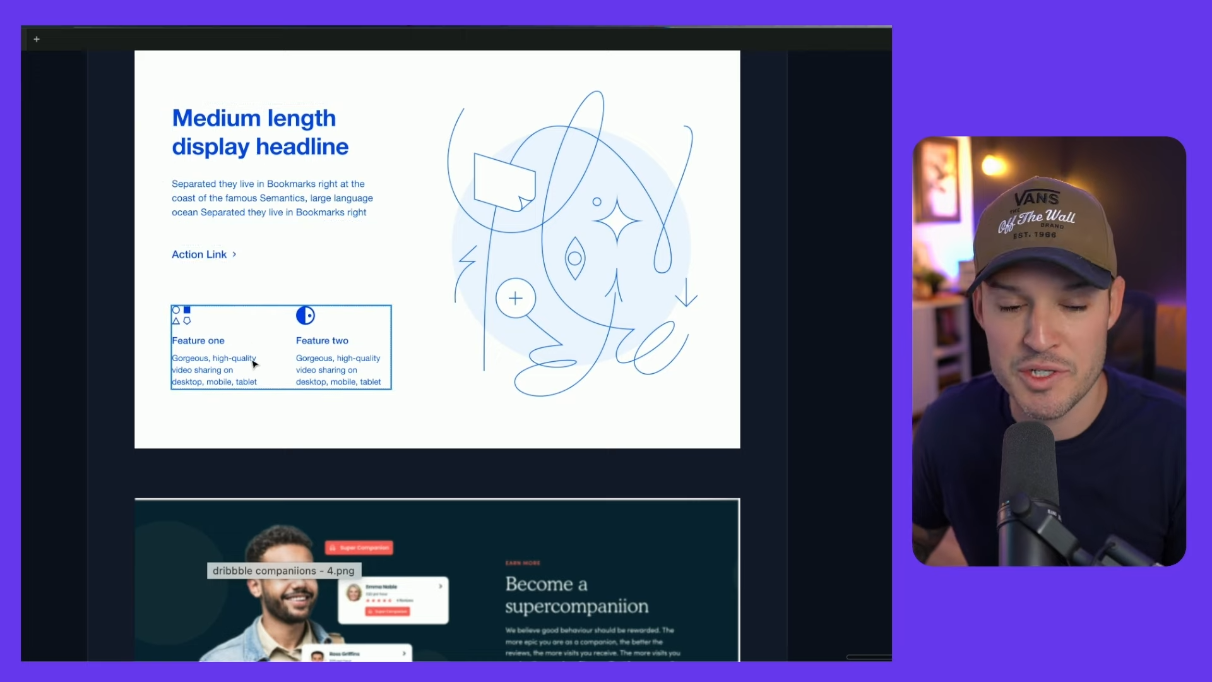 +
Medium length
display headline
Separated they live in Bookmarks right at the
coast of the famous Semantics, large language
ocean Separated they live in Bookmarks right
Action Link ›
Feature one
Gorgeous, high-quality
video sharing on
desktop, mobile, tablet
Feature two
Gorgeous, high-quality
video sharing on
desktop, mobile, tablet
dribbble companiions - 4.png
Super Companion
Emma Noble
Super Companion
Ross Griffins
EARN MORE
Become a
supercompaniion
We believe good behaviour should be rewarded. The
more epic you are as a companion, the better the
reviews, the more visits you receive. The more visits you
VANS
Off The Wall
BRAND
EST. 1966